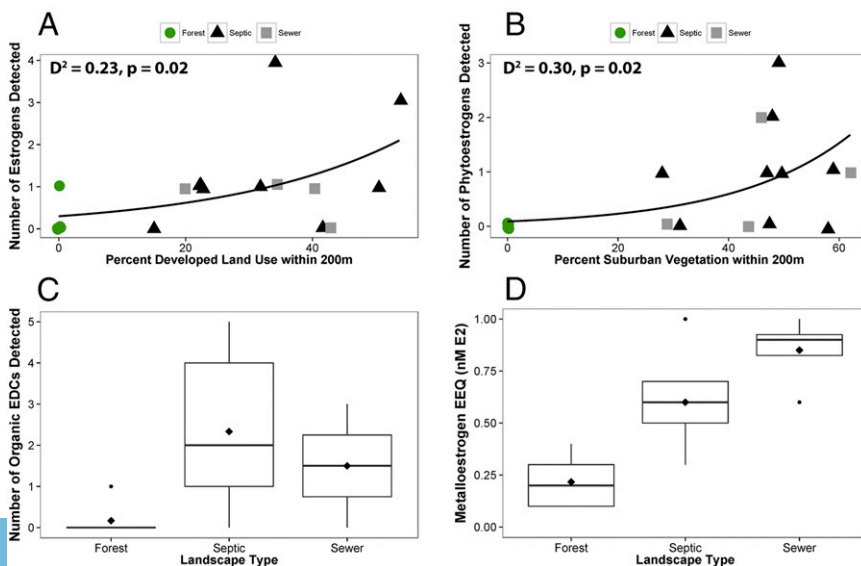 A
Forest Septic Sewer
D² = 0.23, p = 0.02
Number of Estrogens Detected
4
3
2
1
0
0 20 40
Percent Developed Land Use within 200m
B
Forest Septic Sewer
D² = 0.30, p = 0.02
Number of Phytoestrogens Detected
3
2
1
0
0 20 40 60
Percent Suburban Vegetation within 200m
C
Number of Organic EDCs Detected
5
4
3
2
1
0
Forest Septic Sewer
Landscape Type
D
Metalloestrogen EEQ (nM E2)
1.00
0.75
0.50
0.25
0.00
Forest Septic Sewer
Landscape Type